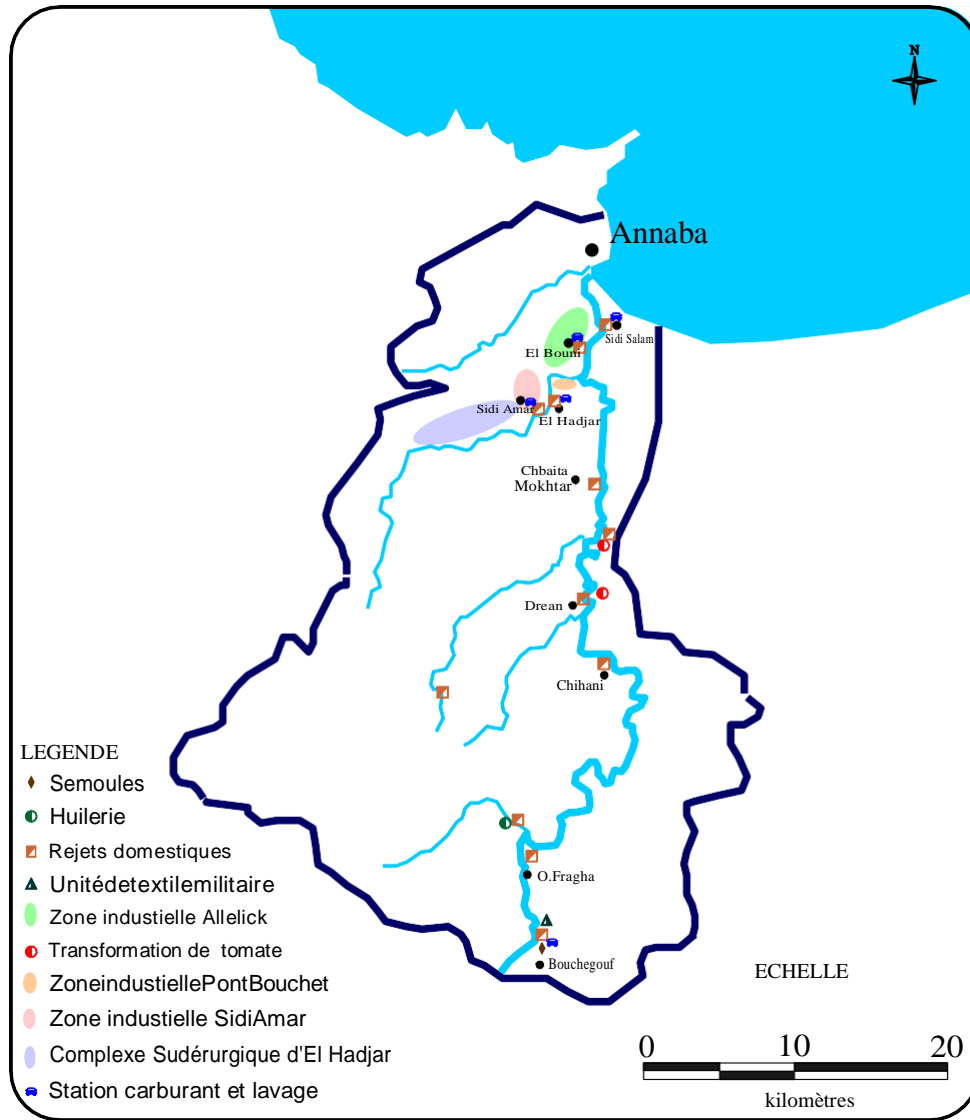 N
Annaba
Sidi Salam
El Bouni
Sidi Amar
El Hadjar
Chbaita
Mokhtar
Drean
Chihani
O.Fragha
Bouchegouf
LEGENDE
Semoules
Huilerie
Rejets domestiques
Unitédetextilemilitaire
Zone industielle Allelick
Transformation de tomate
ZoneindustiellePontBouchet
Zone industielle SidiAmar
Complexe Sudérurgique d'El Hadjar
Station carburant et lavage
ECHELLE
0 10 20
kilomètres